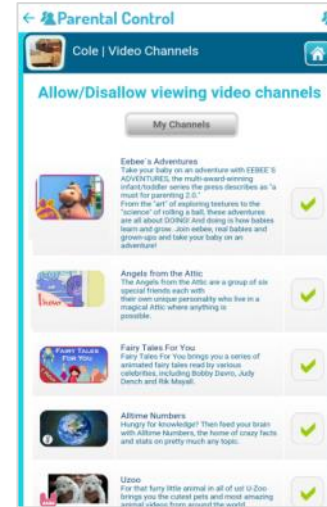 Parental Control
Cole | Video Channels
Allow/Disallow viewing video channels
My Channels
Eebee`s Adventures
Take your baby on an adventure with EEBEE`S
ADVENTURES, the multi-award-winning
infant/toddler series the press describes as "a
must for parenting 2.0."
From the "art" of exploring textures to the
"science" of rolling a ball, these adventures
are all about DOING! And doing is how babies
learn and grow. Join eebee, real babies and
grown-ups and take your baby on an
adventure!
Angels from the Attic
The Angels from the Attic are a group of six
special friends each with
their own unique personality who live in a
magical Attic where anything is
possible.
FAIRY TALES
FOR YOU
Fairy Tales For You
Fairy Tales For You brings you a series of
animated fairy tales read by various
celebrities, including Bobby Davro, Judy
Dench and Rik Mayall.
Alltime Numbers
Hungry for knowledge? Then feed your brain
with Alltime Numbers, the home of crazy facts
and stats on pretty much any topic.
Uzoo
For that furry little animal in all of us! U-Zoo
brings you the cutest pets and most amazing
animal videos from around the world